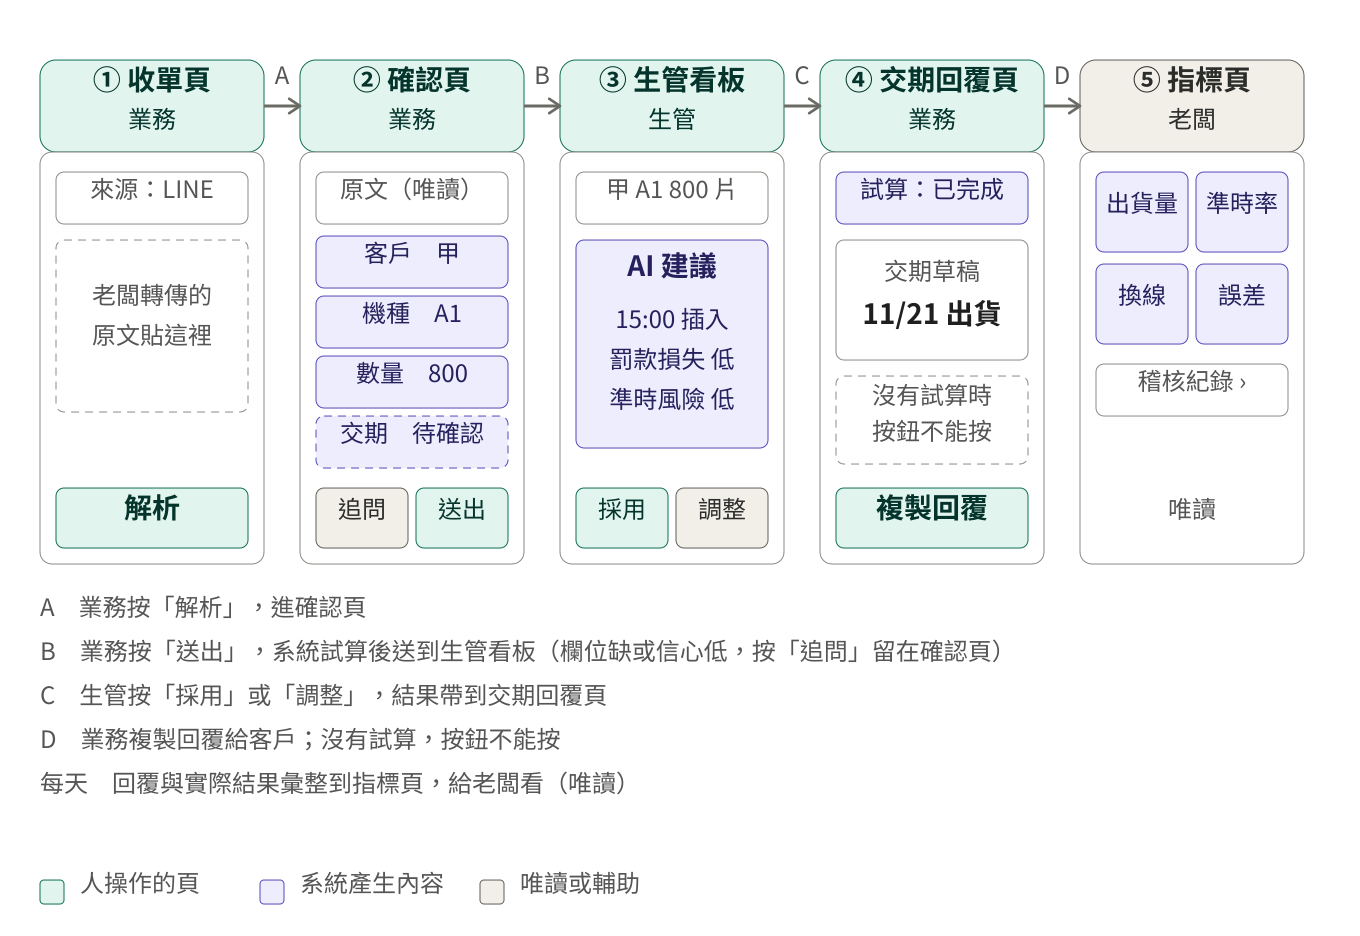 ① 收單頁
業務
A
② 確認頁
業務
B
③ 生管看板
生管
C
④ 交期回覆頁
業務
D
⑤ 指標頁
老闆
來源：LINE
老闆轉傳的
原文貼這裡
解析
原文（唯讀）
客戶　甲
機種　A1
數量　800
交期　待確認
追問
送出
甲 A1 800 片
AI 建議
15:00 插入
罰款損失 低
準時風險 低
採用
調整
試算：已完成
交期草稿
11/21 出貨
沒有試算時
按鈕不能按
複製回覆
出貨量
準時率
換線
誤差
稽核紀錄 ›
唯讀
A　業務按「解析」，進確認頁
B　業務按「送出」，系統試算後送到生管看板（欄位缺或信心低，按「追問」留在確認頁）
C　生管按「採用」或「調整」，結果帶到交期回覆頁
D　業務複製回覆給客戶；沒有試算，按鈕不能按
每天　回覆與實際結果彙整到指標頁，給老闆看（唯讀）
人操作的頁
系統產生內容
唯讀或輔助